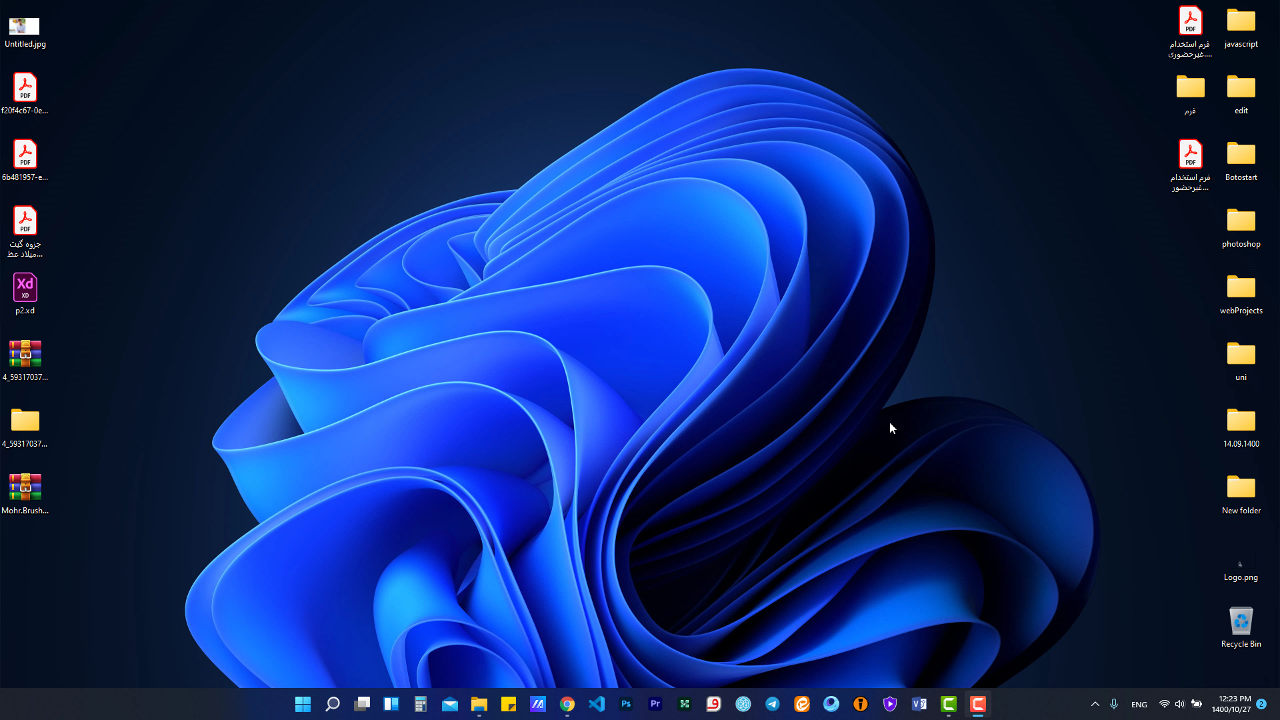 Untitled.jpg
f20f4c67-0e...
6b481957-e...
جزوه گیت
میلاد عظ...
Xd
XD
p2.xd
4_59317037...
4_59317037...
Mohr.Brush...
PDF
PDF
PDF
فرم استخدام
غیرحضوری....
فرم
PDF
فرم استخدام
غیرحضور...
PDF
javascript
edit
Botostart
photoshop
webProjects
uni
14.09.1400
New folder
Logo.png
Recycle Bin
Ps
Pr
ENG
12:23 PM
1400/10/27
2